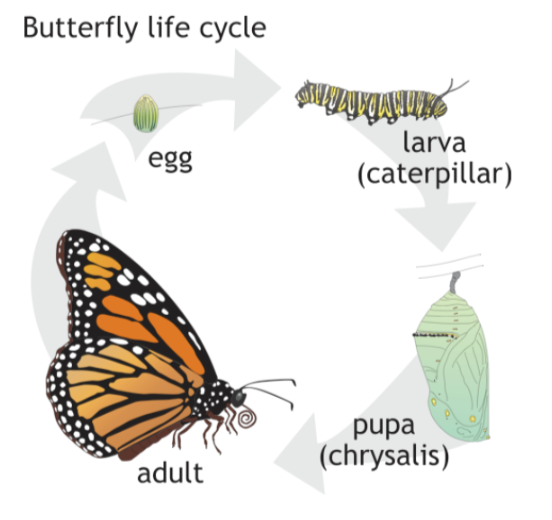 Butterfly life cycle
egg
larva
(caterpillar)
pupa
(chrysalis)
adult